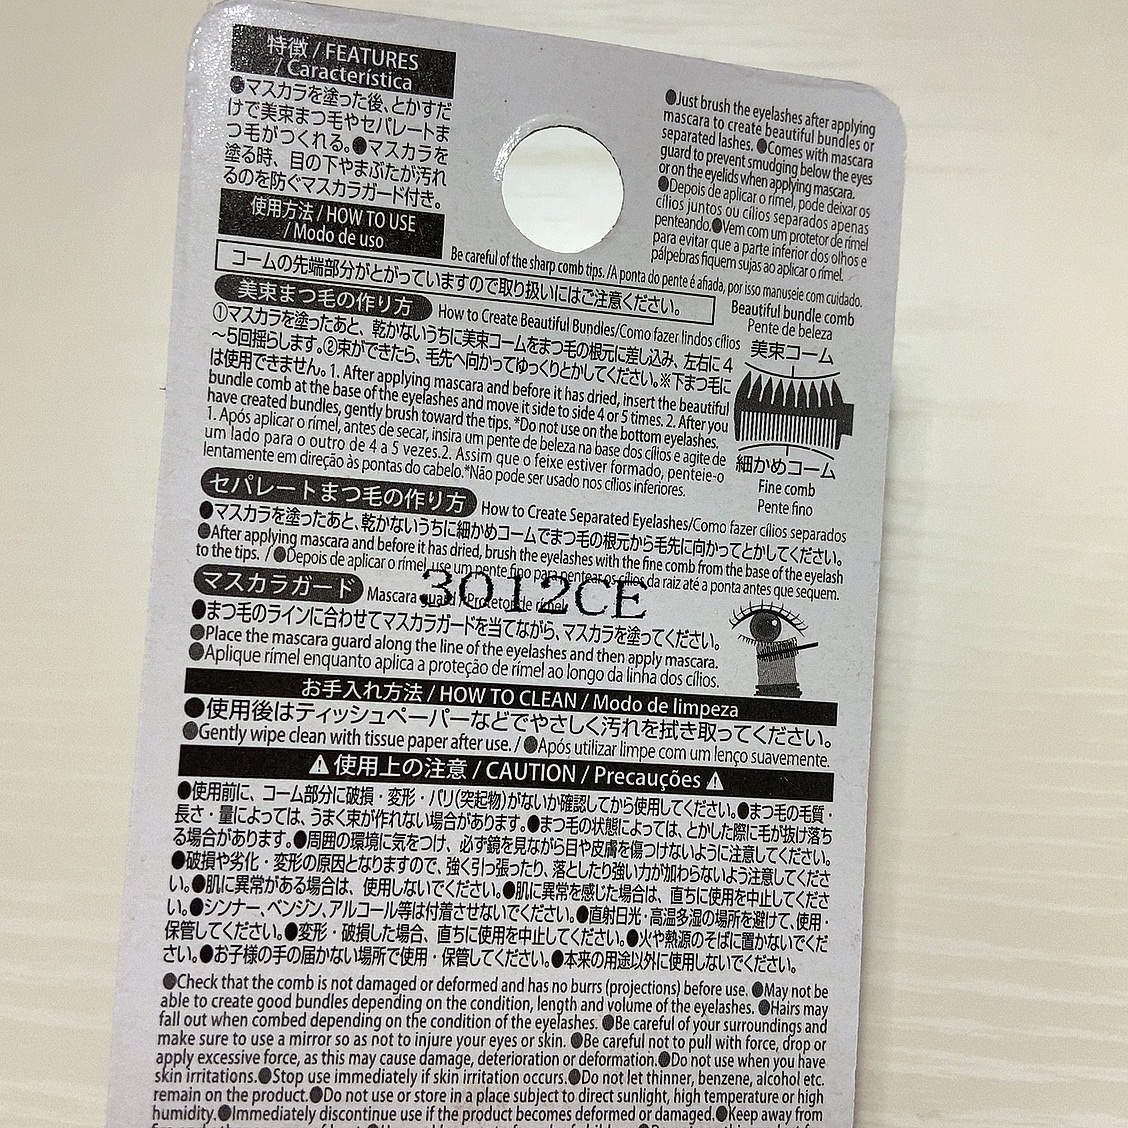 特徴 / FEATURES
/ Característica
●マスカラを塗った後、とかすだ
けで美束まつ毛やセパレートま
つ毛がつくれる。●マスカラを
塗る時、目の下やまぶたが汚れ
るのを防ぐマスカラガード付き。
●Just brush the eyelashes after applying
mascara to create beautiful bundles or
separated lashes. ●Comes with mascara
guard to prevent smudging below the eyes
or on the eyelids when applying mascara.
●Depois de aplicar o rímel, pode deixar os
cílios juntos ou cílios separados apenas
penteando.●Vem com um protetor de rímel
para evitar que a parte inferior dos olhos e
pálpebras fiquem sujas ao aplicar o rímel.
使用方法 / HOW TO USE
/ Modo de uso
Be careful of the sharp comb tips. /A ponta do pente é afiada, por isso manuseie com cuidado.
コームの先端部分がとがっていますので取り扱いにはご注意ください。
美束まつ毛の作り方 How to Create Beautiful Bundles/Como fazer lindos cílios
①マスカラを塗ったあと、乾かないうちに美束コームをまつ毛の根元に差し込み、左右に4
〜5回揺らします。②束ができたら、毛先へ向かってゆっくりとかしてください。※下まつ毛に
は使用できません。1. After applying mascara and before it has dried, insert the beautiful
bundle comb at the base of the eyelashes and move it side to side 4 or 5 times. 2. After you
have created bundles, gently brush toward the tips. *Do not use on the bottom eyelashes.
1. Após aplicar o rímel, antes de secar, insira um pente de beleza na base dos cílios e agite de
um lado para o outro de 4 a 5 vezes.2. Assim que o feixe estiver formado, penteie-o
lentamente em direção às pontas do cabelo.*Não pode ser usado nos cílios inferiores.
Beautiful bundle comb
Pente de beleza
美束コーム
細かめコーム
Fine comb
Pente fino
セパレートまつ毛の作り方 How to Create Separated Eyelashes/Como fazer cílios separados
●マスカラを塗ったあと、乾かないうちに細かめコームでまつ毛の根元から毛先に向かってとかしてください。
●After applying mascara and before it has dried, brush the eyelashes with the fine comb from the base of the eyelash
to the tips. / ●Depois de aplicar o rímel, use um pente fino para pentear os cílios da raiz até a ponta antes que sequem.
3012CE
マスカラガード Mascara guard / Protetor de rímel
●まつ毛のラインに合わせてマスカラガードを当てながら、マスカラを塗ってください。
●Place the mascara guard along the line of the eyelashes and then apply mascara.
●Aplique rímel enquanto aplica a proteção de rímel ao longo da linha dos cílios.
お手入れ方法 / HOW TO CLEAN / Modo de limpeza
●使用後はティッシュペーパーなどでやさしく汚れを拭き取ってください。
●Gently wipe clean with tissue paper after use. / ●Após utilizar limpe com um lenço suavemente.
⚠使用上の注意 / CAUTION / Precauções⚠
●使用前に、コーム部分に破損・変形・バリ(突起物)がないか確認してから使用してください。●まつ毛の毛質・
長さ・量によっては、うまく束が作れない場合があります。●まつ毛の状態によっては、とかした際に毛が抜け落ち
る場合があります。●周囲の環境に気をつけ、必ず鏡を見ながら目や皮膚を傷つけないように注意してください。
●破損や劣化・変形の原因となりますので、強く引っ張ったり、落としたり強い力が加わらないよう注意してくださ
い。●肌に異常がある場合は、使用しないでください。●肌に異常を感じた場合は、直ちに使用を中止してくださ
い。●シンナー、ベンジン、アルコール等は付着させないでください。●直射日光・高温多湿の場所を避けて、使用・
保管してください。●変形・破損した場合、直ちに使用を中止してください。●火や熱源のそばに置かないでくだ
さい。●お子様の手の届かない場所で使用・保管してください。●本来の用途以外に使用しないでください。
●Check that the comb is not damaged or deformed and has no burrs (projections) before use. ●May not be
able to create good bundles depending on the condition, length and volume of the eyelashes. ●Hairs may
fall out when combed depending on the condition of the eyelashes. ●Be careful of your surroundings and
make sure to use a mirror so as not to injure your eyes or skin. ●Be careful not to pull with force, drop or
apply excessive force, as this may cause damage, deterioration or deformation.●Do not use when you have
skin irritations.●Stop use immediately if skin irritation occurs.●Do not let thinner, benzene, alcohol etc.
remain on the product.●Do not use or store in a place subject to direct sunlight, high temperature or high
humidity.●Immediately discontinue use if the product becomes deformed or damaged.●Keep away from